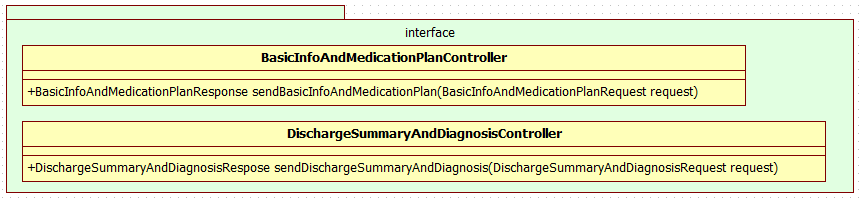 interface
BasicInfoAndMedicationPlanController
+BasicInfoAndMedicationPlanResponse sendBasicInfoAndMedicationPlan(BasicInfoAndMedicationPlanRequest request)
DischargeSummaryAndDiagnosisController
+DischargeSummaryAndDiagnosisRespose sendDischargeSummaryAndDiagnosis(DischargeSummaryAndDiagnosisRequest request)